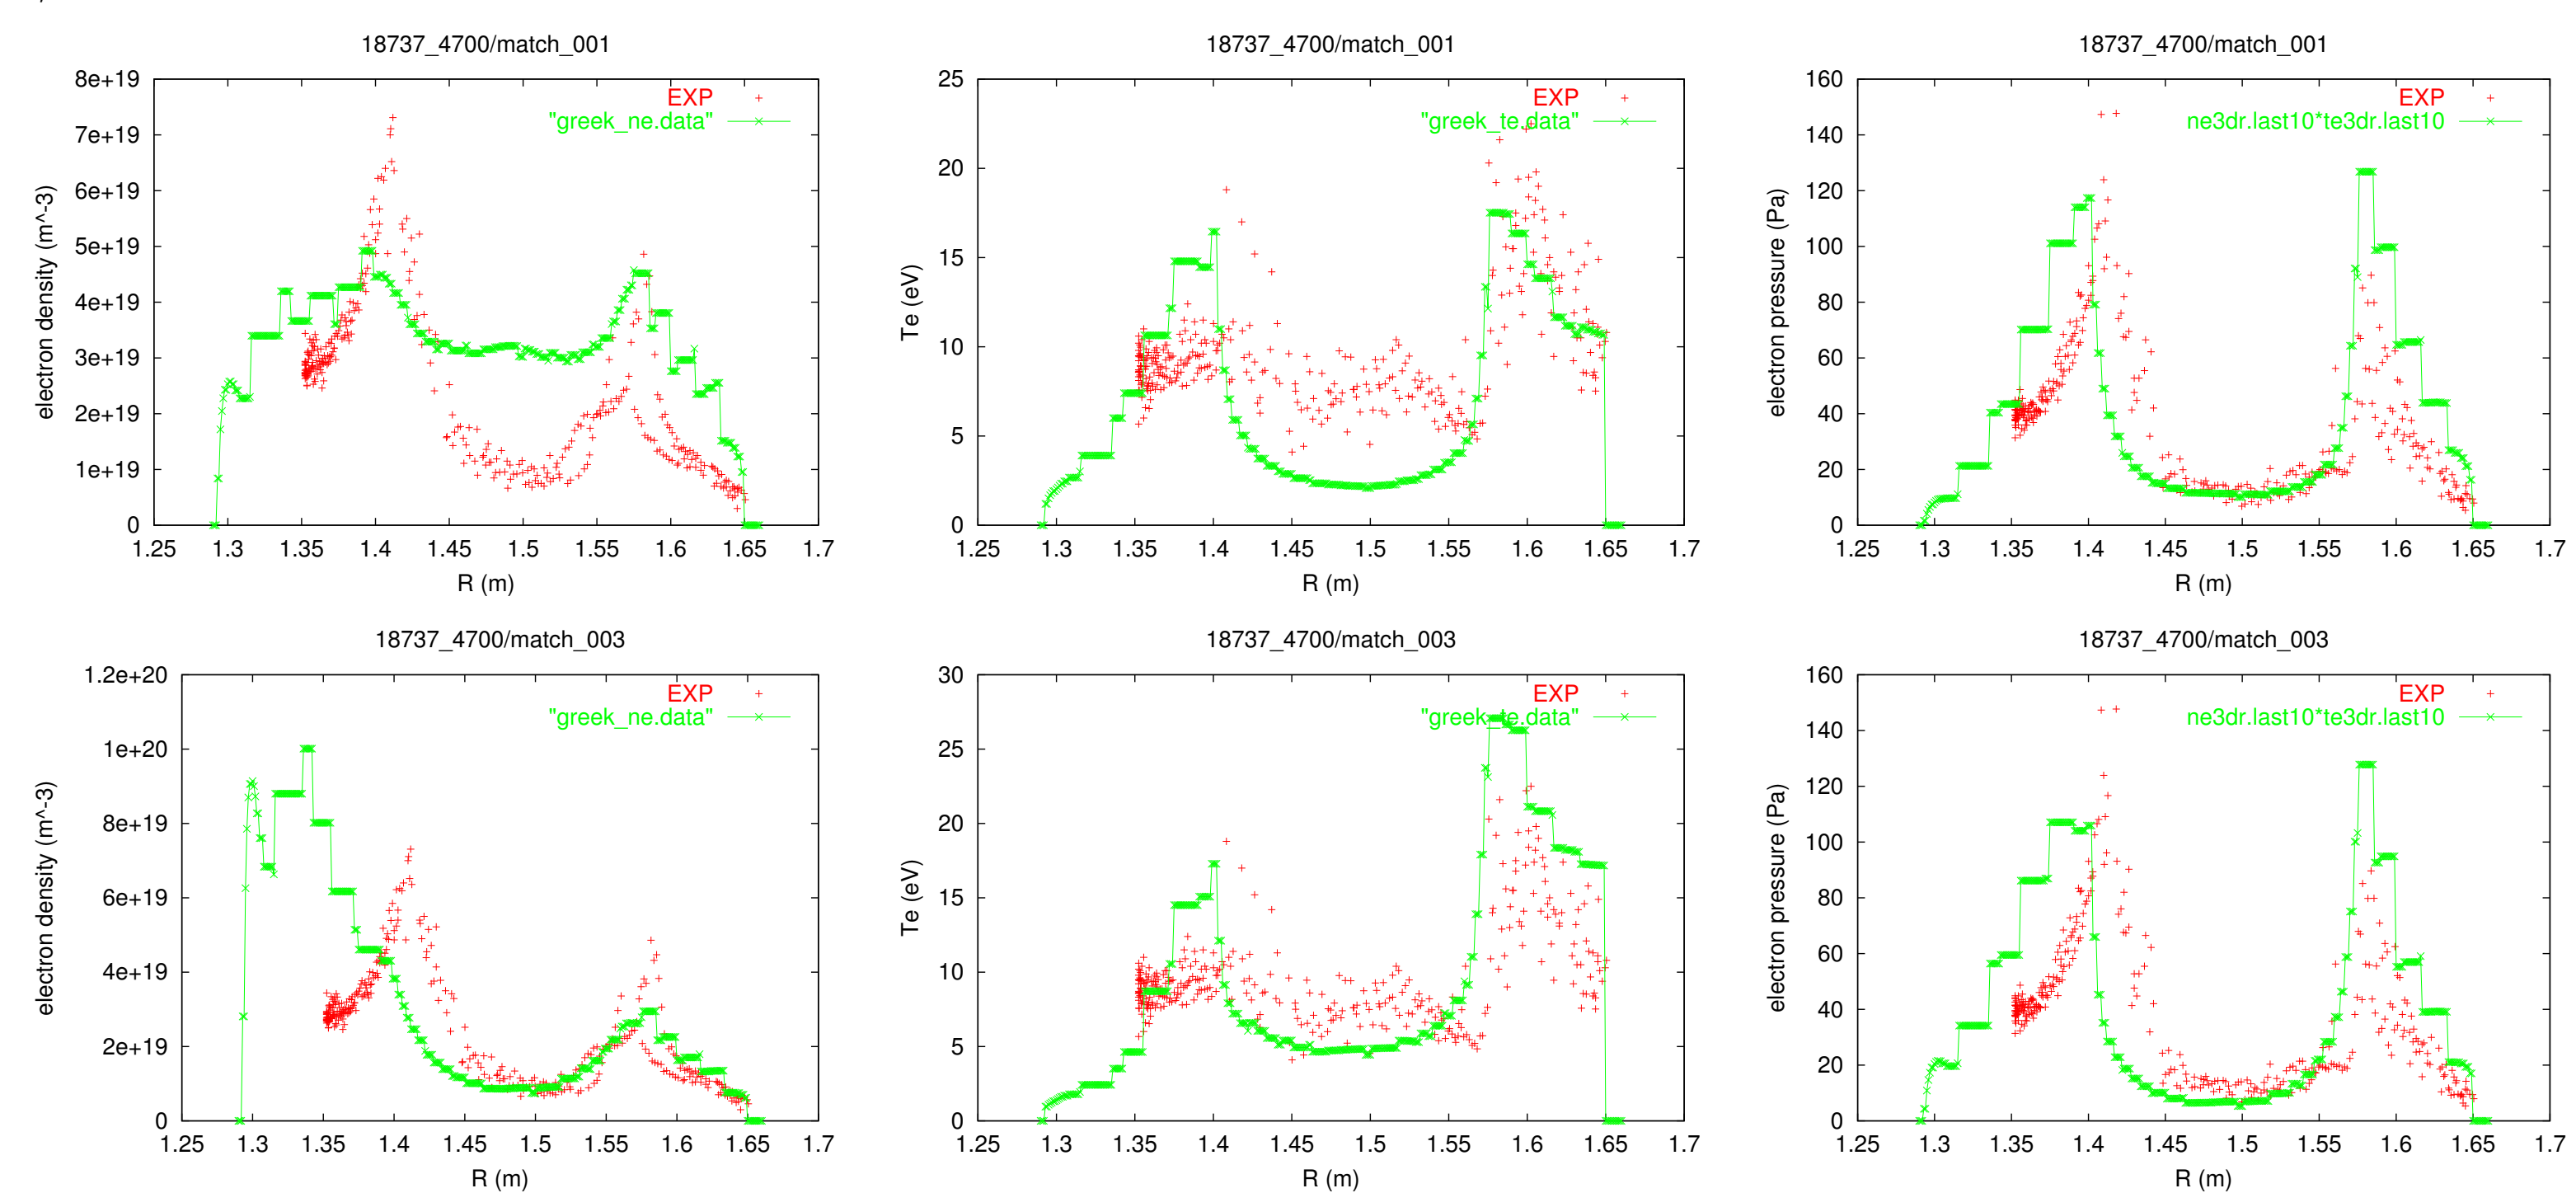 18737_4700/match_001
8e+19
7e+19
6e+19
5e+19
4e+19
3e+19
2e+19
1e+19
0
electron density (m^-3)
EXP
"greek_ne.data"
1.25 1.3 1.35 1.4 1.45 1.5 1.55 1.6 1.65 1.7
R (m)
18737_4700/match_001
25
20
15
10
5
0
Te (eV)
EXP
"greek_te.data"
1.25 1.3 1.35 1.4 1.45 1.5 1.55 1.6 1.65 1.7
R (m)
18737_4700/match_001
160
140
120
100
80
60
40
20
0
electron pressure (Pa)
EXP
ne3dr.last10*te3dr.last10
1.25 1.3 1.35 1.4 1.45 1.5 1.55 1.6 1.65 1.7
R (m)
18737_4700/match_003
1.2e+20
1e+20
8e+19
6e+19
4e+19
2e+19
0
electron density (m^-3)
EXP
"greek_ne.data"
1.25 1.3 1.35 1.4 1.45 1.5 1.55 1.6 1.65 1.7
R (m)
18737_4700/match_003
30
25
20
15
10
5
0
Te (eV)
EXP
"greek_te.data"
1.25 1.3 1.35 1.4 1.45 1.5 1.55 1.6 1.65 1.7
R (m)
18737_4700/match_003
160
140
120
100
80
60
40
20
0
electron pressure (Pa)
EXP
ne3dr.last10*te3dr.last10
1.25 1.3 1.35 1.4 1.45 1.5 1.55 1.6 1.65 1.7
R (m)